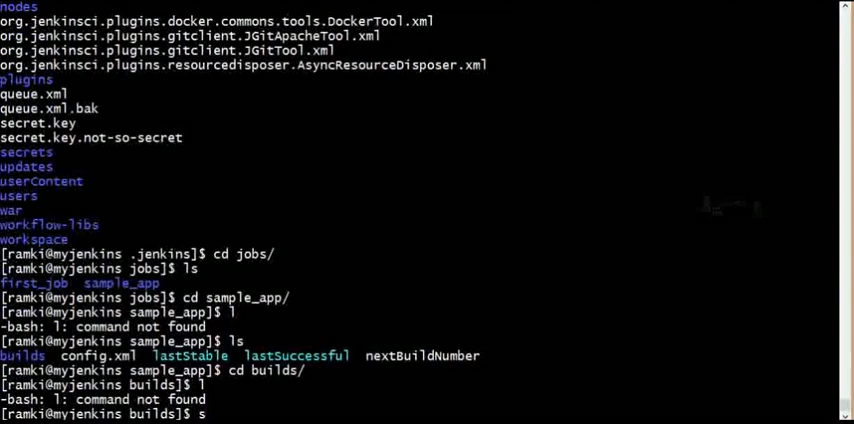 nodes
org.jenkinsci.plugins.docker.commons.tools.DockerTool.xml
org.jenkinsci.plugins.gitclient.JGitApacheTool.xml
org.jenkinsci.plugins.gitclient.JGitTool.xml
org.jenkinsci.plugins.resourcedisposer.AsyncResourceDisposer.xml
plugins
queue.xml
queue.xml.bak
secret.key
secret.key.not-so-secret
secrets
updates
userContent
users
war
workflow-libs
workspace
[ramki@myjenkins .jenkins]$ cd jobs/
[ramki@myjenkins jobs]$ ls
first_job  sample_app
[ramki@myjenkins jobs]$ cd sample_app/
[ramki@myjenkins sample_app]$ l
-bash: l: command not found
[ramki@myjenkins sample_app]$ ls
builds  config.xml  lastStable  lastSuccessful  nextBuildNumber
[ramki@myjenkins sample_app]$ cd builds/
[ramki@myjenkins builds]$ l
-bash: l: command not found
[ramki@myjenkins builds]$ s